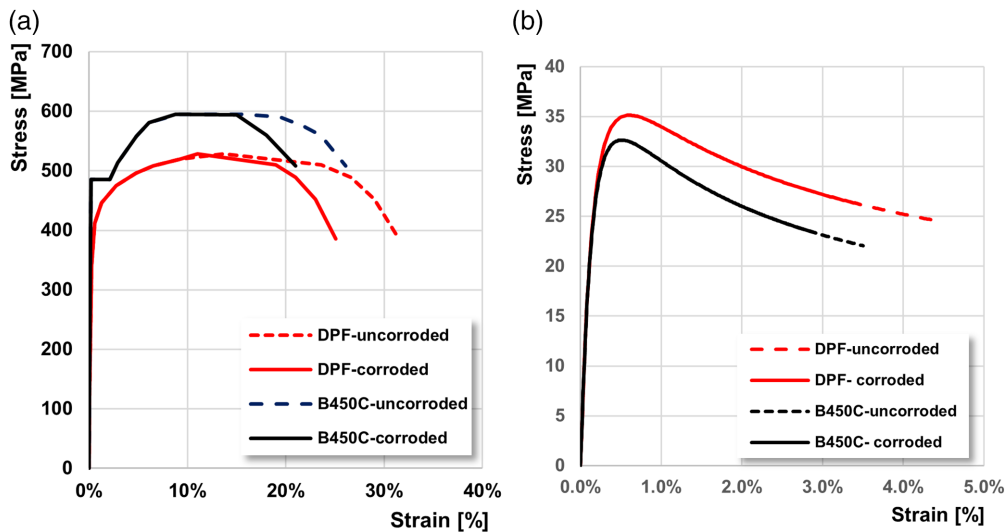 (a)
Stress [MPa]
700
600
500
400
300
200
100
0
0% 10% 20% 30% 40%
Strain [%]
DPF-uncorroded
DPF-corroded
B450C-uncorroded
B450C-corroded
(b)
Stress [MPa]
40
35
30
25
20
15
10
5
0
0.0% 1.0% 2.0% 3.0% 4.0% 5.0%
Strain [%]
DPF-uncorroded
DPF- corroded
B450C-uncorroded
B450C- corroded